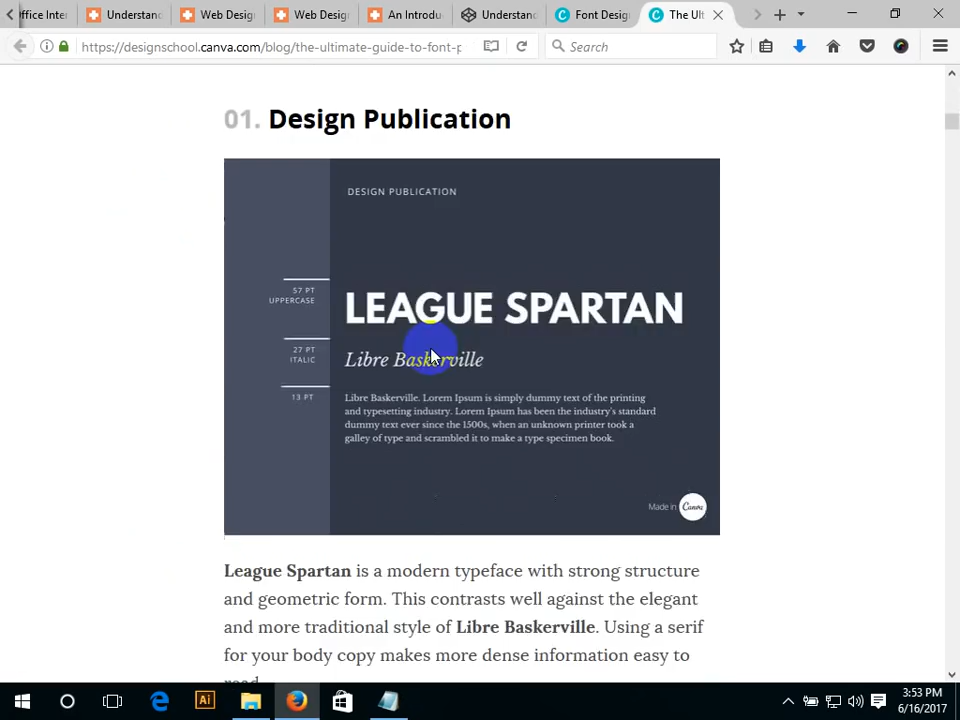 ffice Inter
Understanc
Web Desig
Web Desig
An Introdu
Understanc
Font Desig
The Ult
https://designschool.canva.com/blog/the-ultimate-guide-to-font-p
Search
01. Design Publication
DESIGN PUBLICATION
57 PT
UPPERCASE
LEAGUE SPARTAN
27 PT
ITALIC
Libre Baskerville
13 PT
Libre Baskerville. Lorem Ipsum is simply dummy text of the printing
and typesetting industry. Lorem Ipsum has been the industry's standard
dummy text ever since the 1500s, when an unknown printer took a
galley of type and scrambled it to make a type specimen book.
Made in Canva
League Spartan is a modern typeface with strong structure
and geometric form. This contrasts well against the elegant
and more traditional style of Libre Baskerville. Using a serif
for your body copy makes more dense information easy to
read.
Ai
3:53 PM
6/16/2017